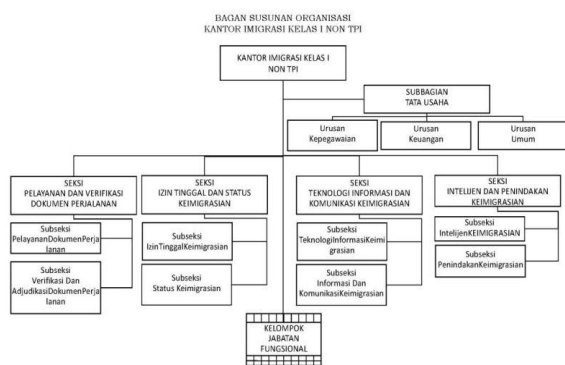 BAGAN SUSUNAN ORGANISASI
KANTOR IMIGRASI KELAS I NON TPI
KANTOR IMIGRASI KELAS I
NON TPI
SUBBAGIAN
TATA USAHA
Urusan
Kepegawaian
Urusan
Keuangan
Urusan
Umum
SEKSI
PELAYANAN DAN VERIFIKASI
DOKUMEN PERJALANAN
SEKSI
IZIN TINGGAL DAN STATUS
KEIMIGRASIAN
SEKSI
TEKNOLOGI INFORMASI DAN
KOMUNIKASI KEIMIGRASIAN
SEKSI
INTELIJEN DAN PENINDAKAN
KEIMIGRASIAN
Subseksi
PelayananDokumenPerja
lanan
Subseksi
Verifikasi Dan
AdjudikasiDokumenPerja
lanan
Subseksi
IzinTinggalKeimigrasian
Subseksi
Status Keimigrasian
Subseksi
TeknologiInformasiKeimi
grasian
Subseksi
Informasi Dan
KomunikasiKeimigrasian
Subseksi
IntelijenKEIMIGRASIAN
Subseksi
PenindakanKeimigrasian
KELOMPOK
JABATAN
FUNGSIONAL